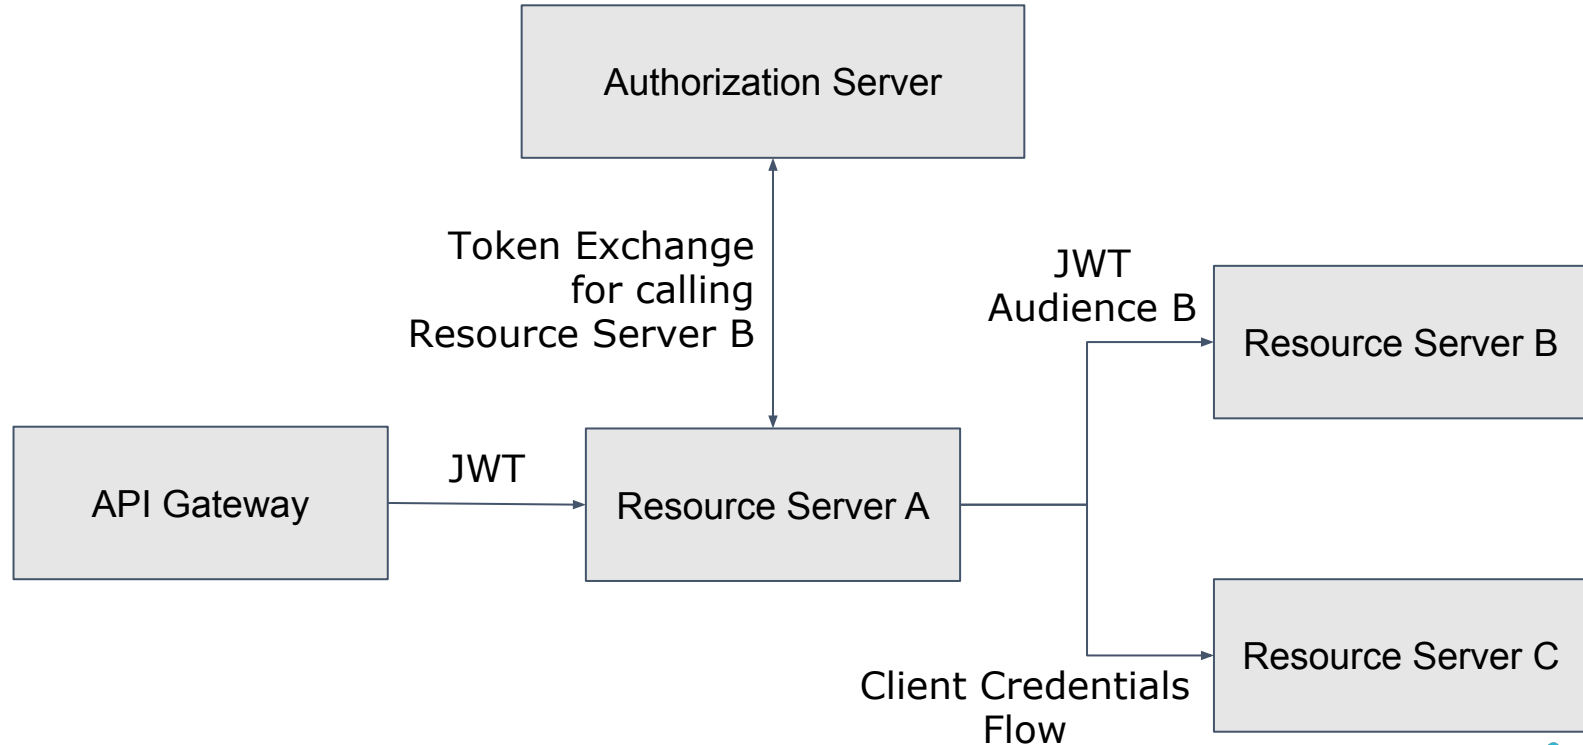 Authorization Server
Token Exchange
for calling
Resource Server B
JWT
Audience B
Resource Server B
API Gateway
JWT
Resource Server A
Resource Server C
Client Credentials
Flow